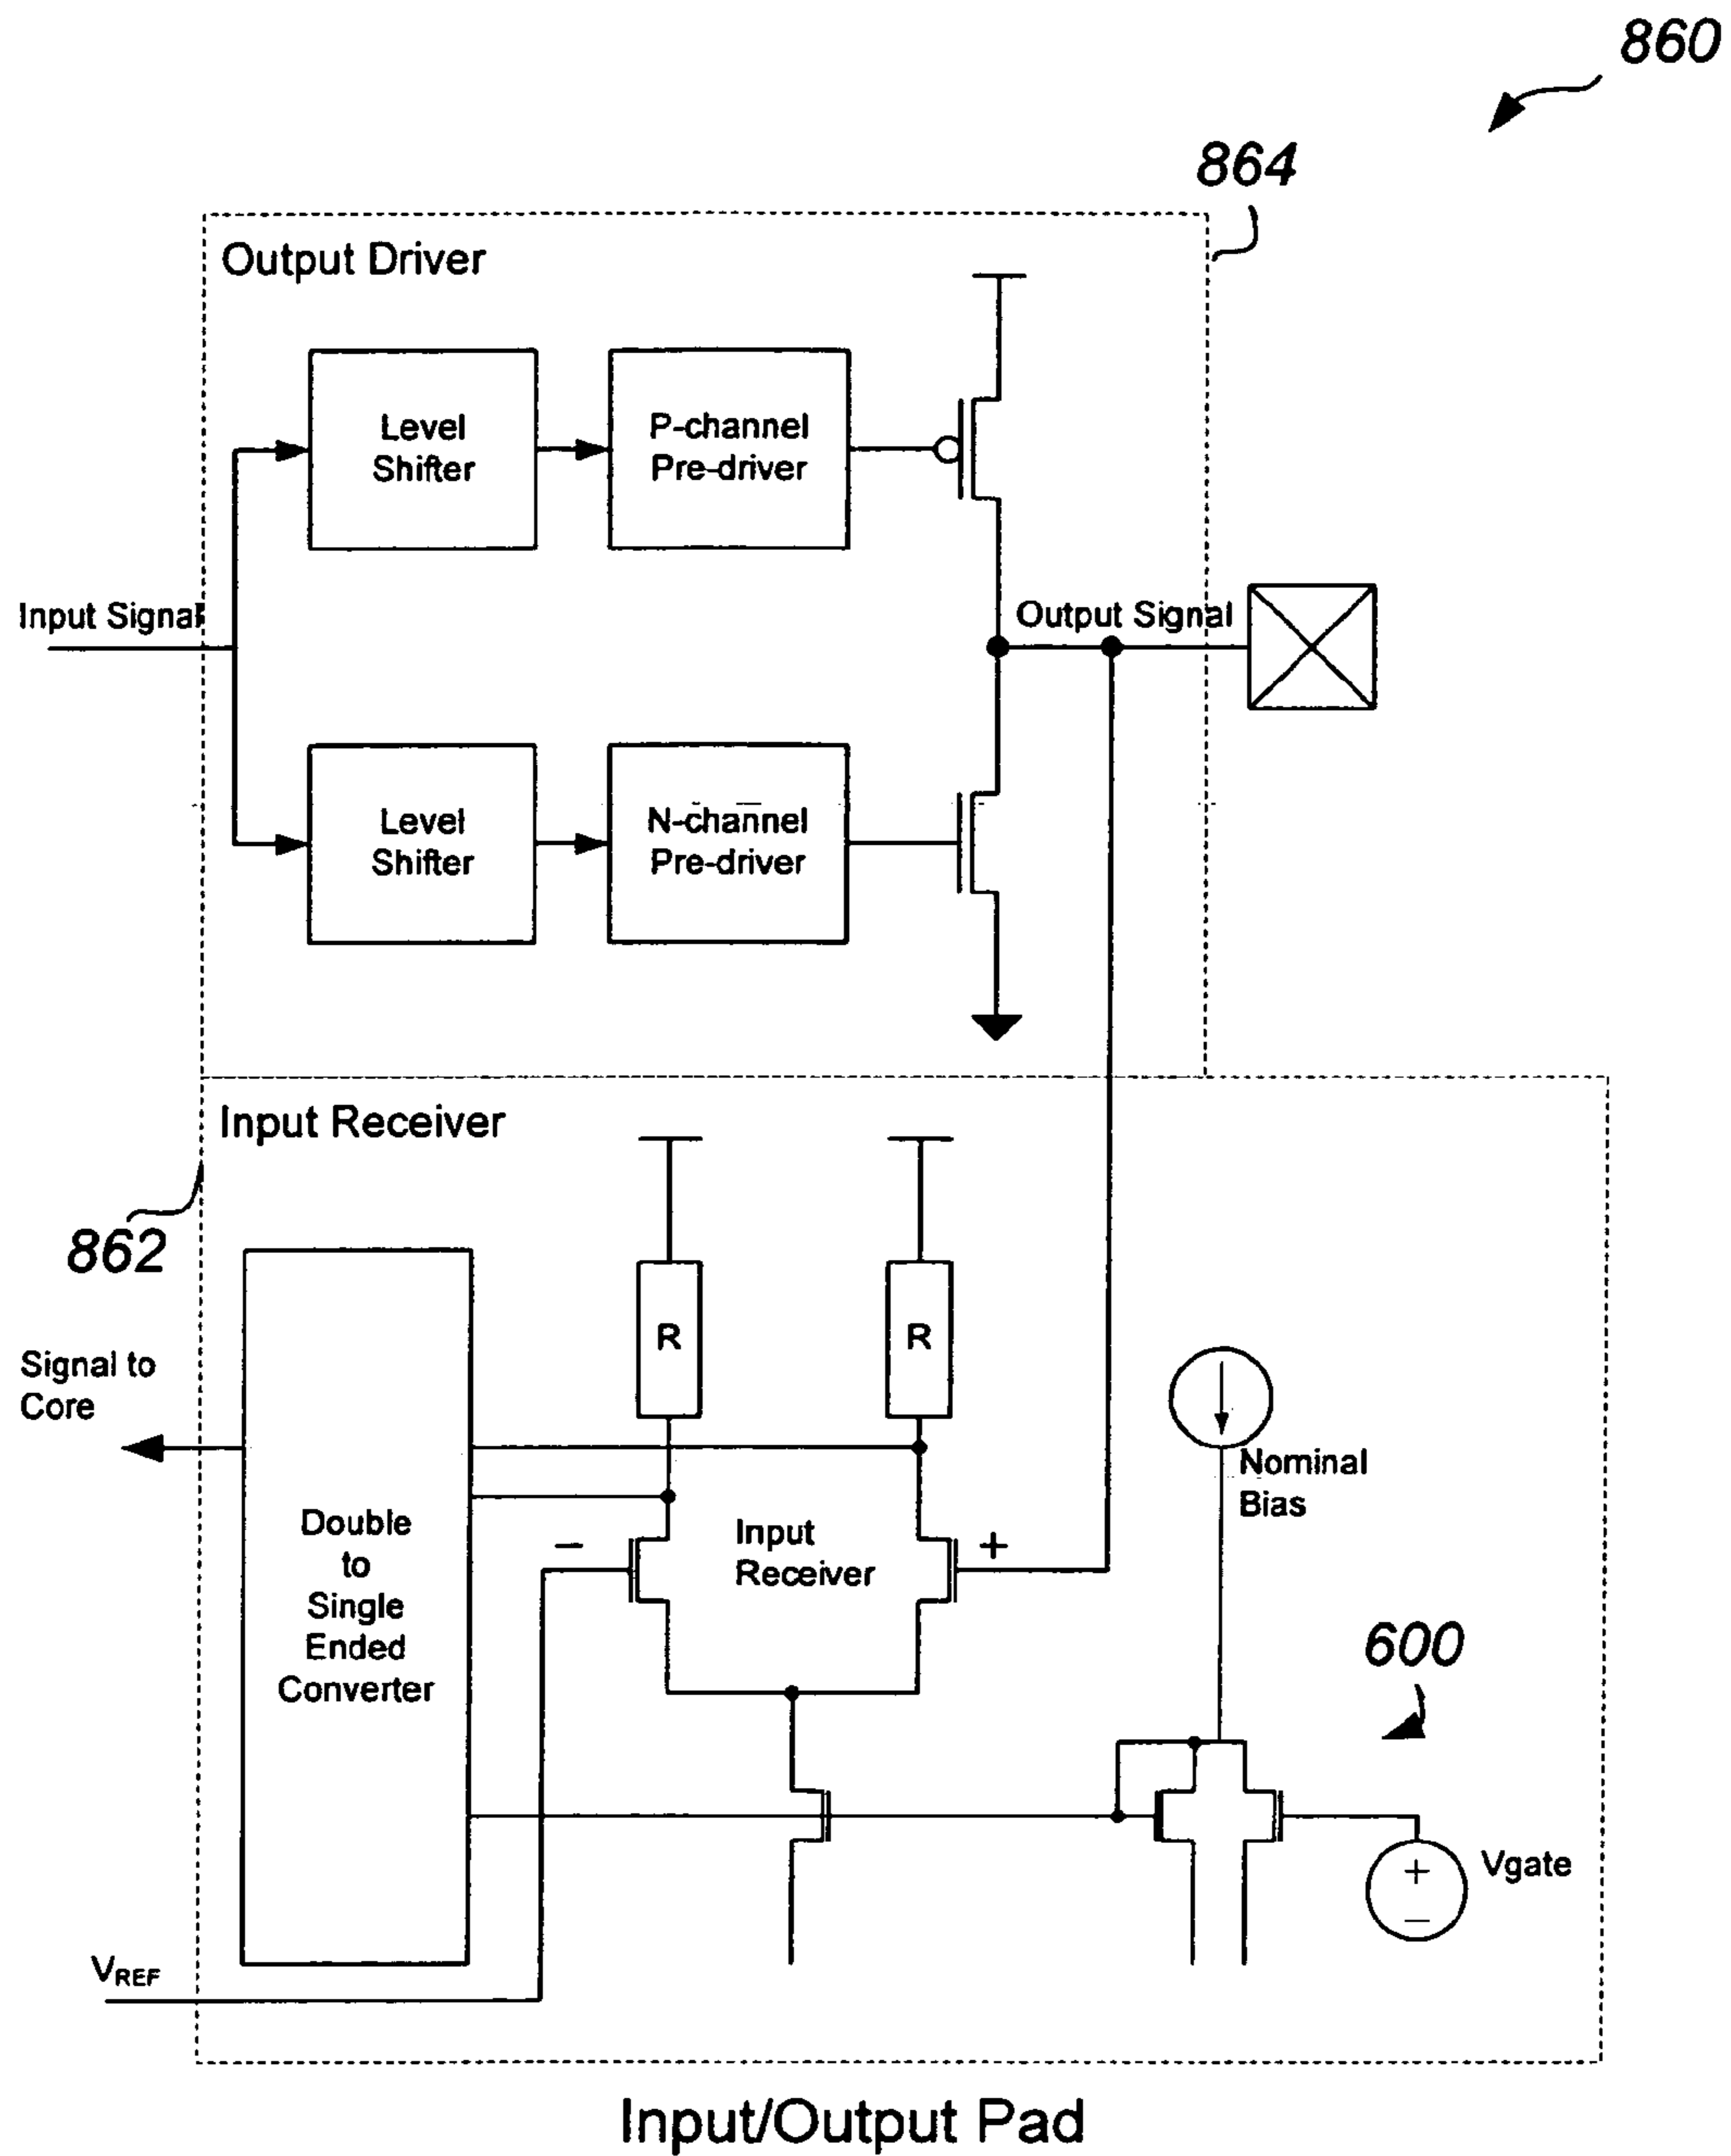 860
864
Output Driver
Level
Shifter
P-channel
Pre-driver
Input Signal
Output Signal
Level
Shifter
N-channel
Pre-driver
Input Receiver
862
R
R
Signal to
Core
Nominal
Bias
Double
to
Single
Ended
Converter
−
Input
Receiver
+
600
Vgate
+
−
VREF
Input/Output Pad